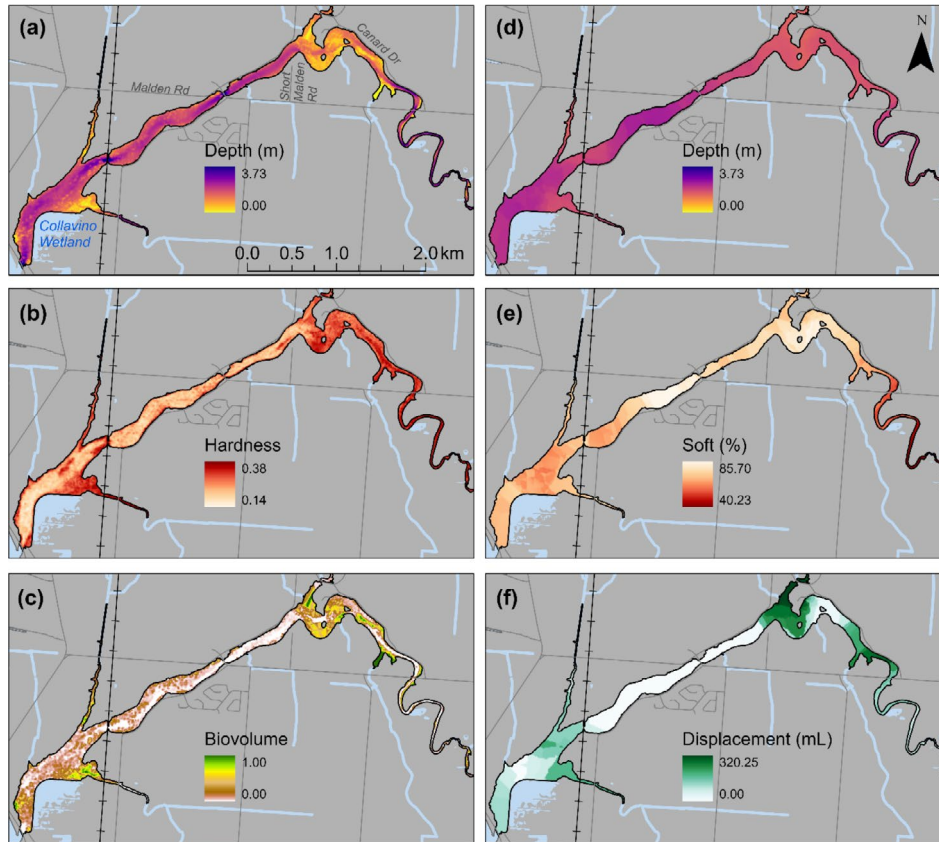 (a)
Canard Dr
Malden Rd
Short
Malden
Rd
Depth (m)
3.73
0.00
Collavino
Wetland
0.0 0.5 1.0 2.0 km
(d)
N
Depth (m)
3.73
0.00
(b)
Hardness
0.38
0.14
(e)
Soft (%)
85.70
40.23
(c)
Biovolume
1.00
0.00
(f)
Displacement (mL)
320.25
0.00